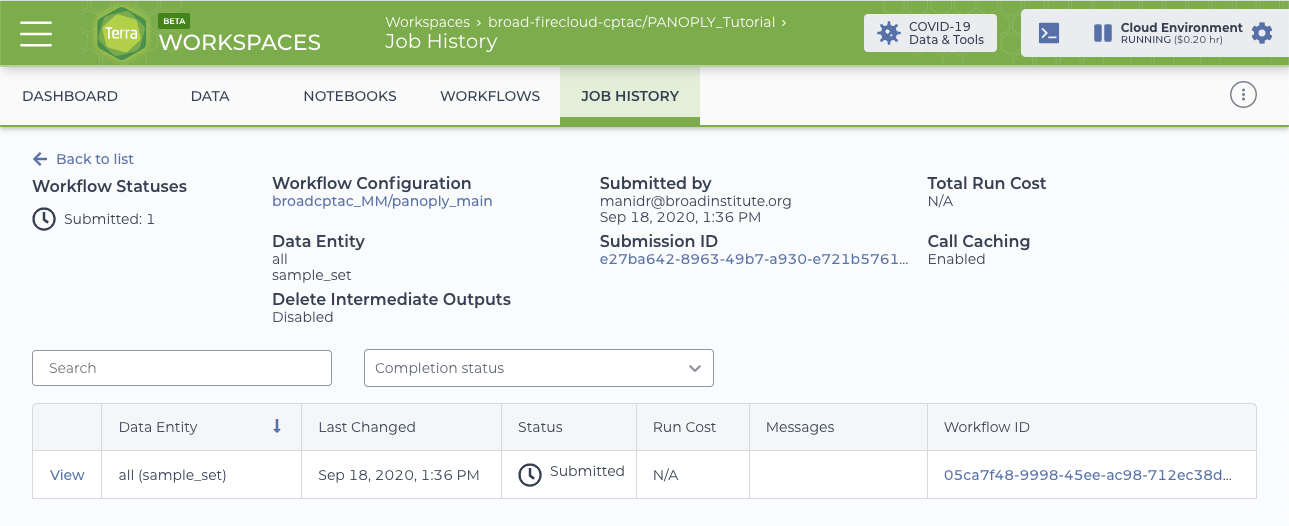 Terra
BETA
WORKSPACES
Workspaces › broad-firecloud-cptac/PANOPLY_Tutorial ›
Job History
COVID-19
Data & Tools
Cloud Environment
RUNNING ($0.20 hr)
DASHBOARD
DATA
NOTEBOOKS
WORKFLOWS
JOB HISTORY
Back to list
Workflow Statuses
Submitted: 1
Workflow Configuration
broadcptac_MM/panoply_main
Submitted by
manidr@broadinstitute.org
Sep 18, 2020, 1:36 PM
Total Run Cost
N/A
Data Entity
all
sample_set
Submission ID
e27ba642-8963-49b7-a930-e721b5761...
Call Caching
Enabled
Delete Intermediate Outputs
Disabled
Search
Completion status
Data Entity
Last Changed
Status
Run Cost
Messages
Workflow ID
View
all (sample_set)
Sep 18, 2020, 1:36 PM
Submitted
N/A
05ca7f48-9998-45ee-ac98-712ec38d...